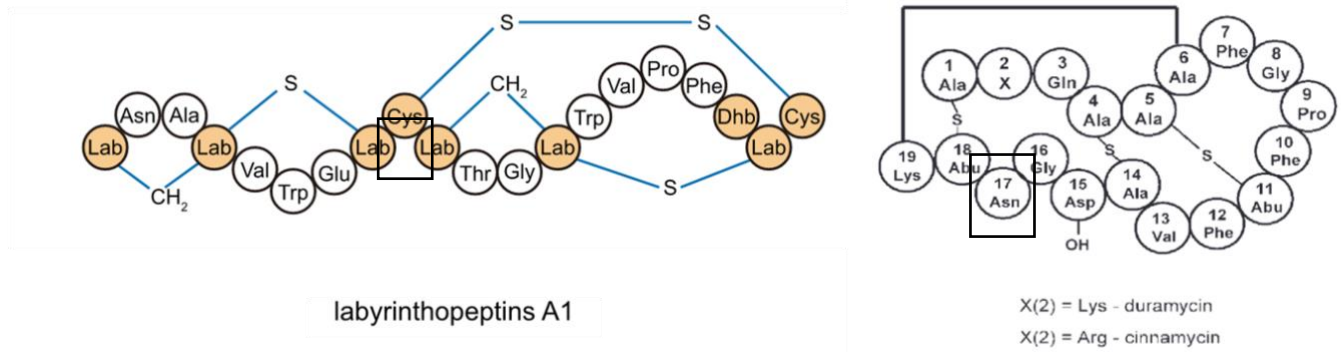 S S
S CH₂ Val Pro Phe
Asn Ala Cys Trp Dhb Cys
Lab Lab Lab Lab Lab Lab
Val Trp Glu Thr Gly
CH₂ S
labyrinthopeptins A1
1 Ala
2 X
3 Gln
4 Ala
5 Ala
6 Ala
7 Phe
8 Gly
9 Pro
10 Phe
11 Abu
12 Phe
13 Val
14 Ala
15 Asp
OH
16 Gly
17 Asn
18 Abu
19 Lys
S
S
S
X(2) = Lys - duramycin
X(2) = Arg - cinnamycin